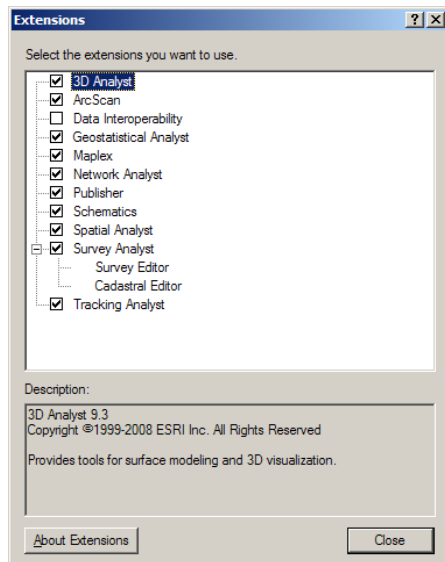 Extensions
Select the extensions you want to use.
3D Analyst
ArcScan
Data Interoperability
Geostatistical Analyst
Maplex
Network Analyst
Publisher
Schematics
Spatial Analyst
Survey Analyst
Survey Editor
Cadastral Editor
Tracking Analyst
Description:
3D Analyst 9.3
Copyright ©1999-2008 ESRI Inc. All Rights Reserved
Provides tools for surface modeling and 3D visualization.
About Extensions
Close